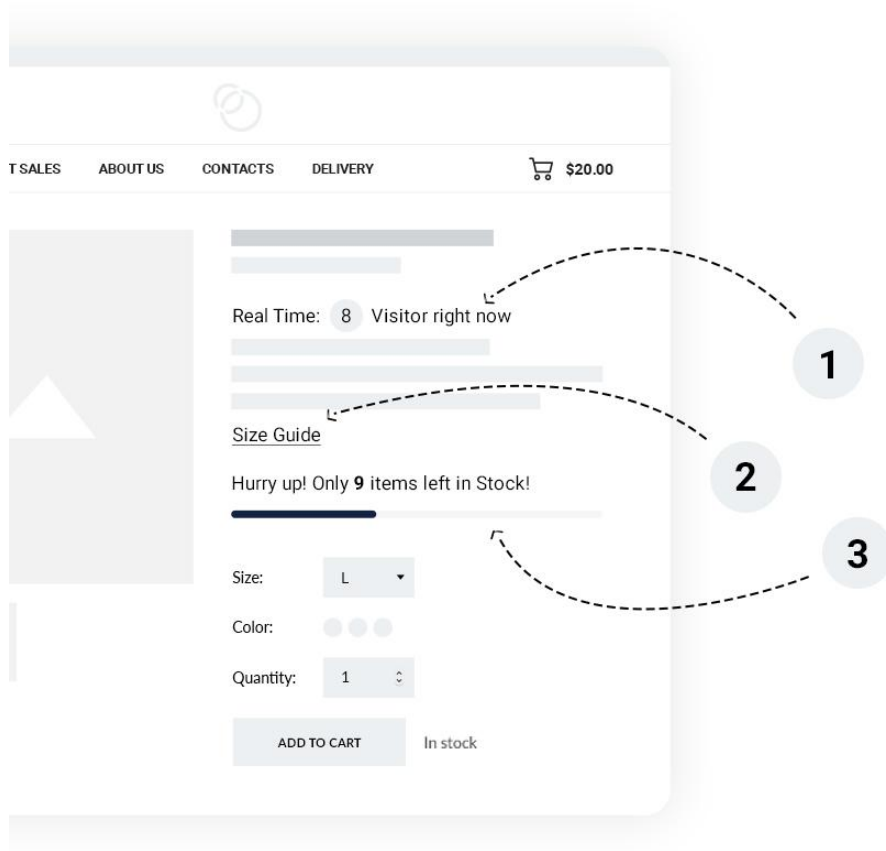 T SALES ABOUT US CONTACTS DELIVERY $20.00
Real Time: 8 Visitor right now
1
Size Guide
2
Hurry up! Only 9 items left in Stock!
3
Size: L
Color:
Quantity: 1
ADD TO CART In stock